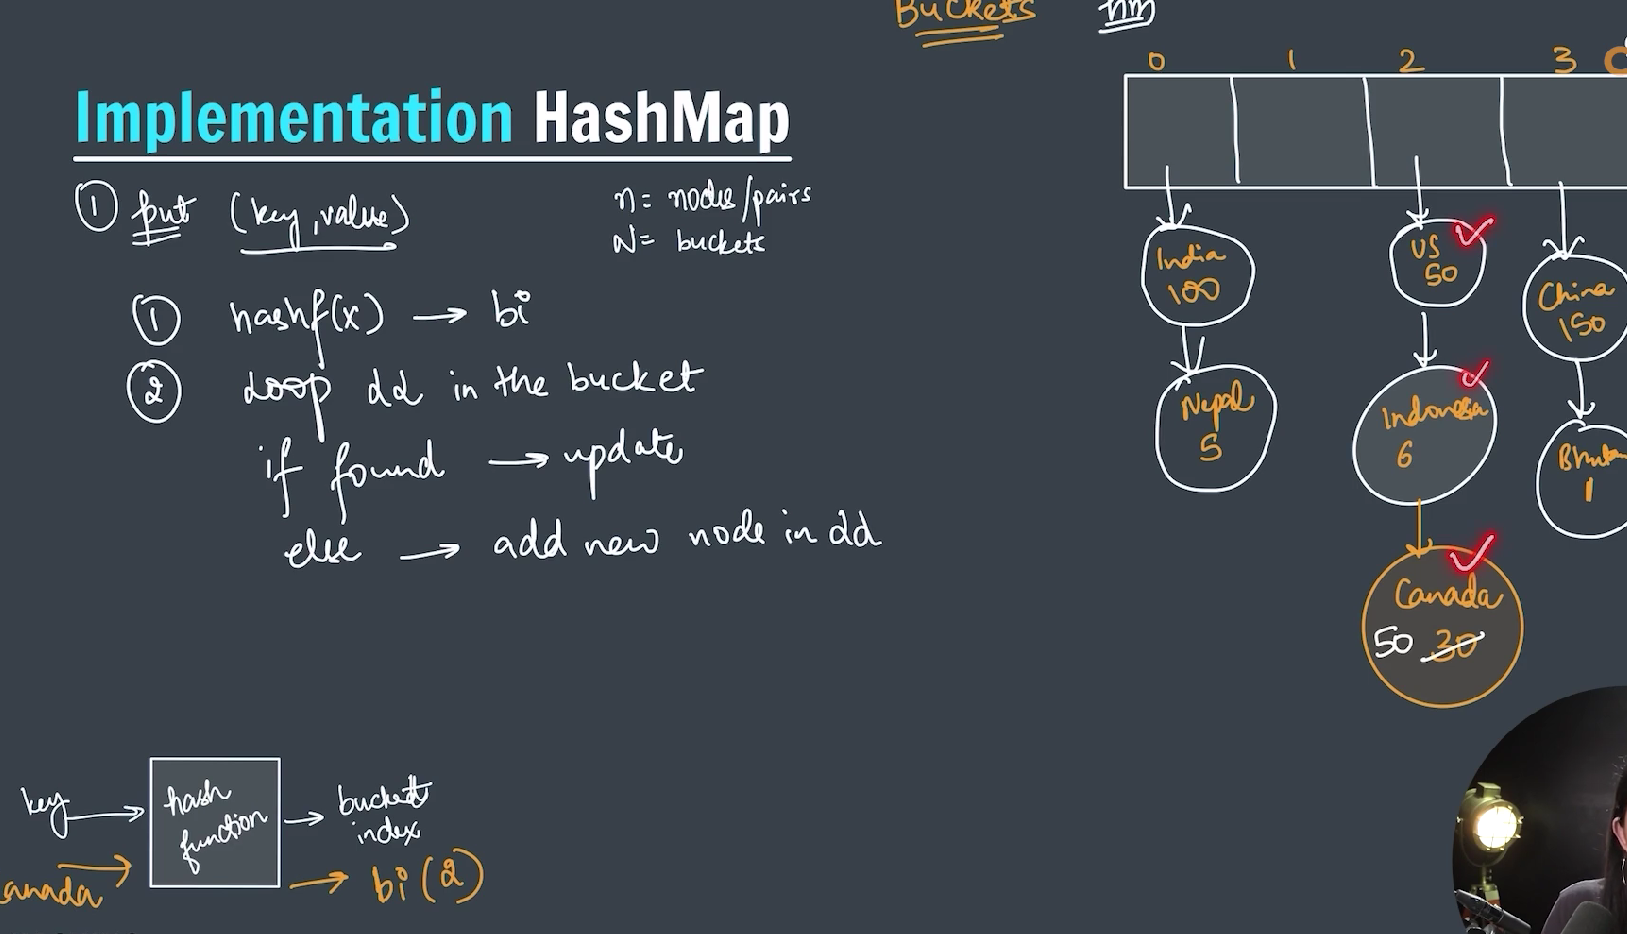 Buckets hm
0 1 2 3
Implementation HashMap
① put (key, value)
n = nodes/pairs
N = buckets
① hashf(x) → bi
② Loop LL in the bucket
if found → update
else → add new node in LL
India
100
Nepal
5
US
50
Indonesia
6
Canada
50 30
China
150
1
key → hash function → bucket index
anada → bi (2)